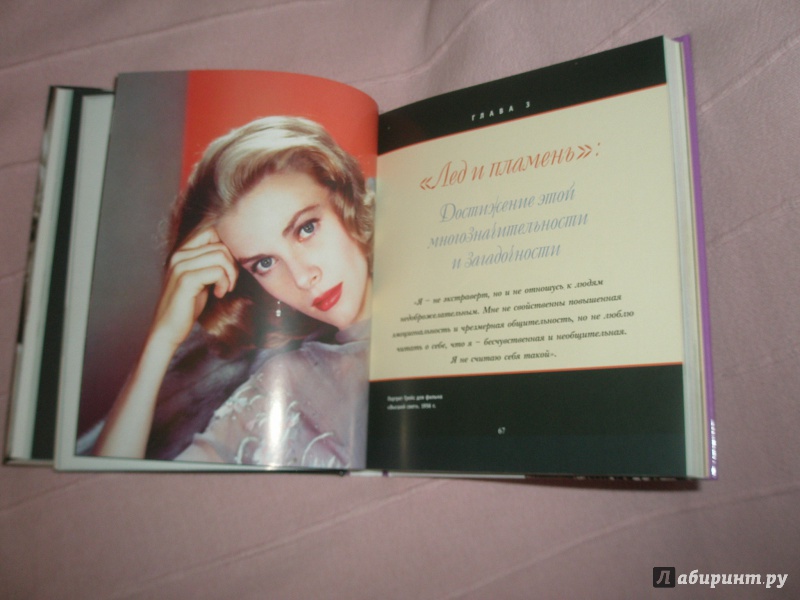 ГЛАВА 3
«Лед и пламень»:
Достижение этой
многозначительности
и загадочности
«Я – не экстраверт, но и не отношусь к людям
недоброжелательным. Мне не свойственны повышенная
эмоциональность и чрезмерная общительность, но не люблю
читать о себе, что я – бесчувственная и необщительная.
Я не считаю себя такой».
Портрет Грейс для фильма
«Высший свет». 1956 г.
67
Лабиринт.ру